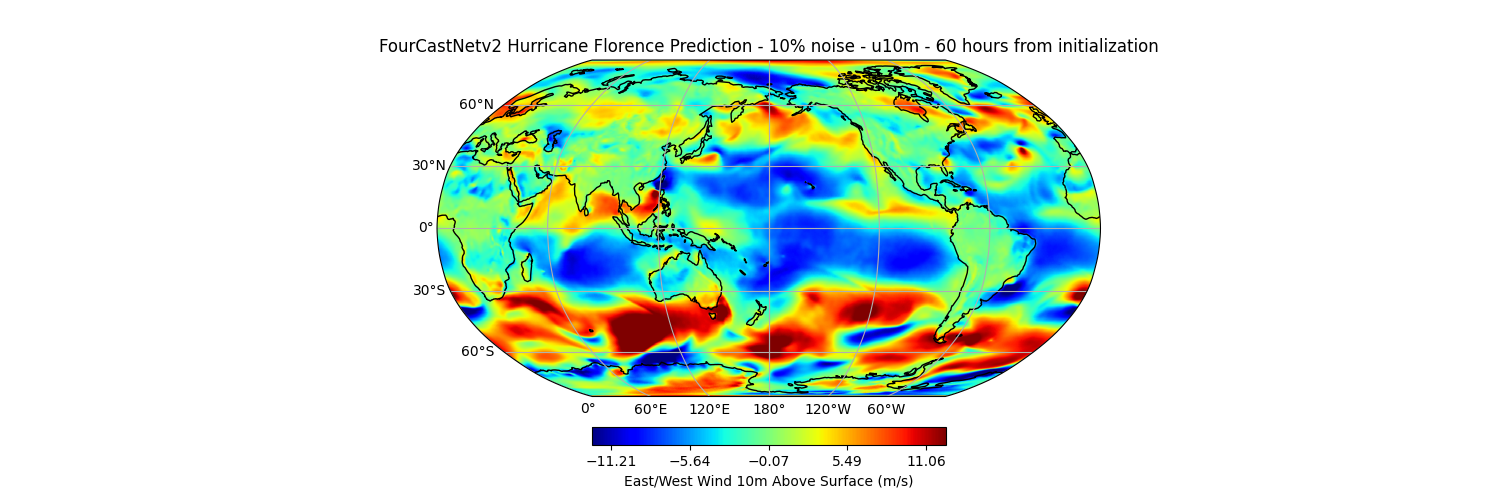 FourCastNetv2 Hurricane Florence Prediction - 10% noise - u10m - 60 hours from initialization
60°N
30°N
0°
30°S
60°S
0° 60°E 120°E 180° 120°W 60°W
−11.21 −5.64 −0.07 5.49 11.06
East/West Wind 10m Above Surface (m/s)